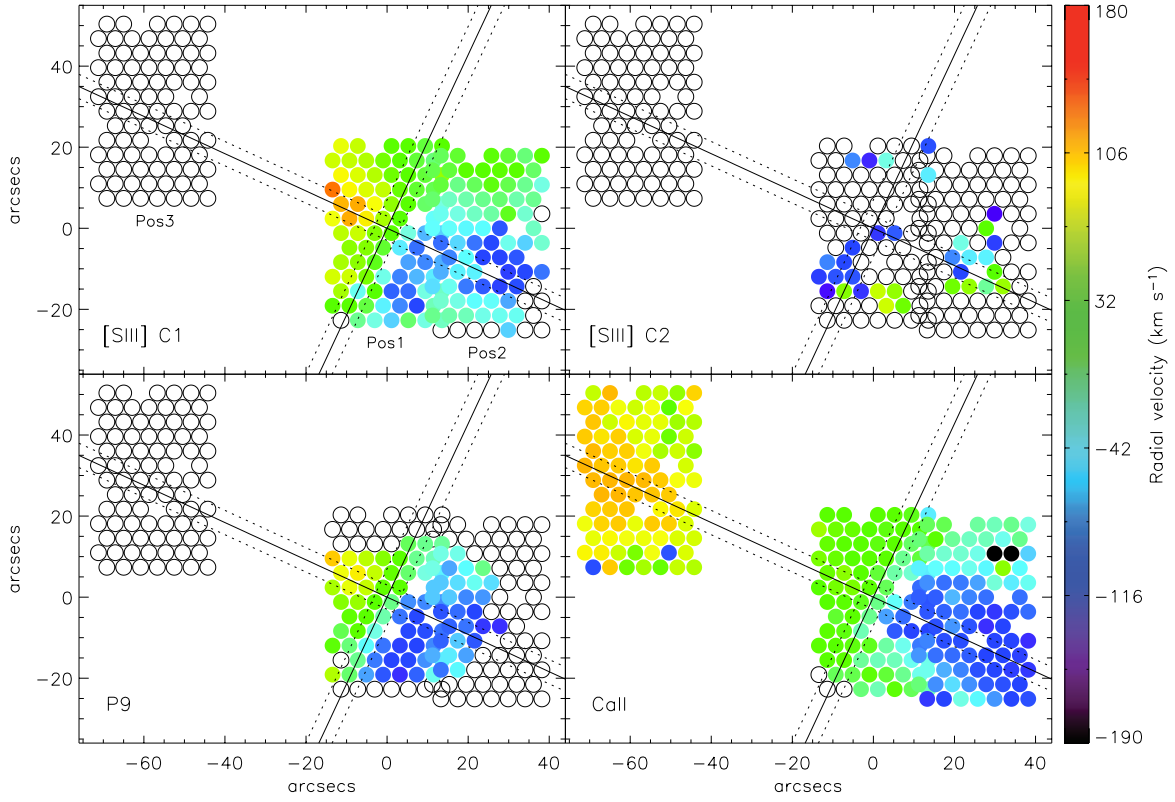 180
106
32
−42
−116
−190
Radial velocity (km s⁻¹)
40
20
0
−20
arcsecs
Pos3
[SIII] C1
Pos1
Pos2
[SIII] C2
40
20
0
−20
arcsecs
P9
CaII
−60
−40
−20
0
20
40
arcsecs
−60
−40
−20
0
20
40
arcsecs